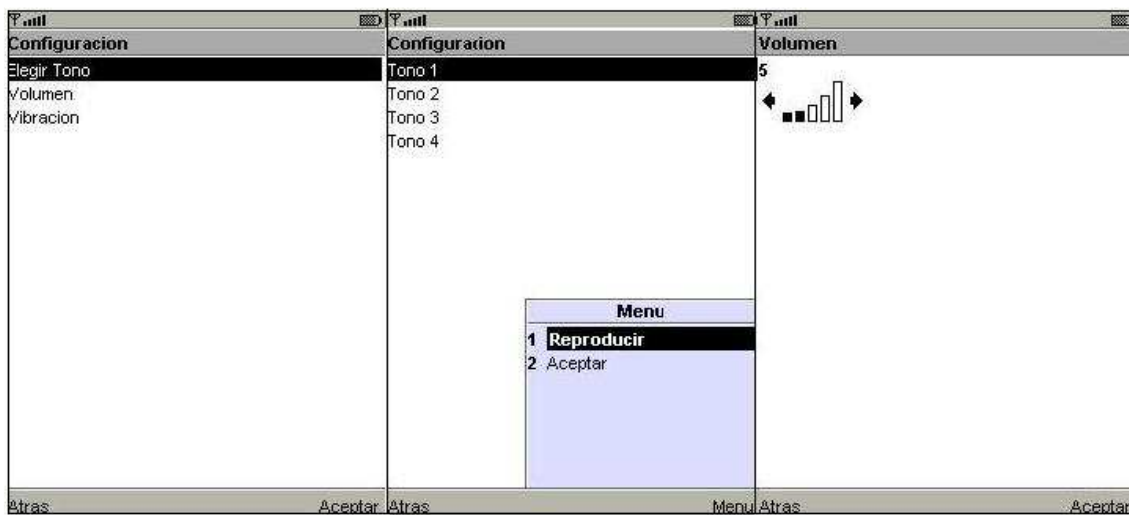 Configuracion
Elegir Tono
Volumen
Vibracion
Atras Aceptar
Configuracion
Tono 1
Tono 2
Tono 3
Tono 4
Menu
1 Reproducir
2 Aceptar
Atras Menu
Volumen
5
Atras Aceptar